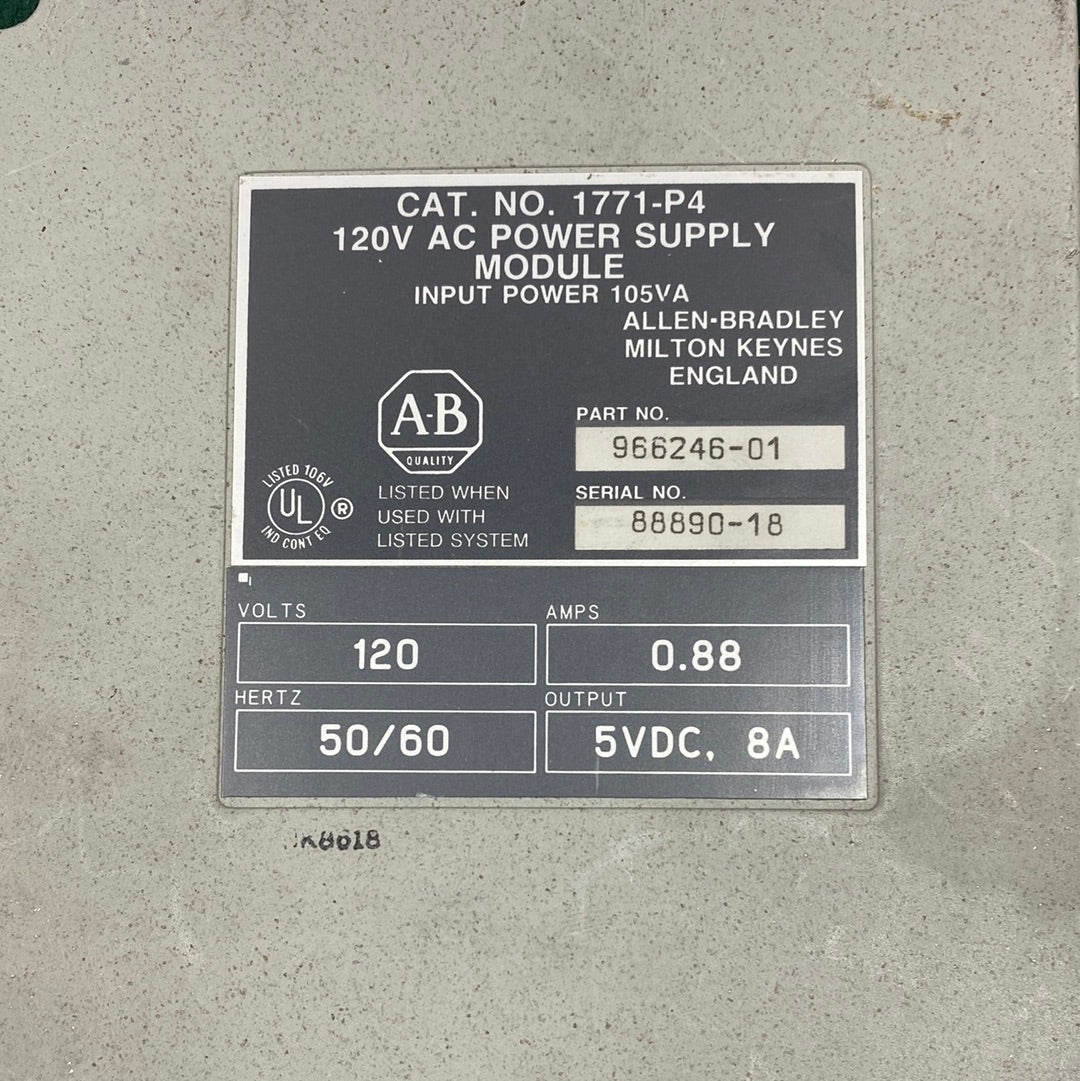 CAT. NO. 1771-P4
120V AC POWER SUPPLY
MODULE
INPUT POWER 105VA
ALLEN-BRADLEY
MILTON KEYNES
ENGLAND
A-B
QUALITY
PART NO.
966246-01
SERIAL NO.
88890-18
LISTED 106V
UL ®
IND CONT EQ
LISTED WHEN
USED WITH
LISTED SYSTEM
VOLTS
120
AMPS
0.88
HERTZ
50/60
OUTPUT
5VDC, 8A